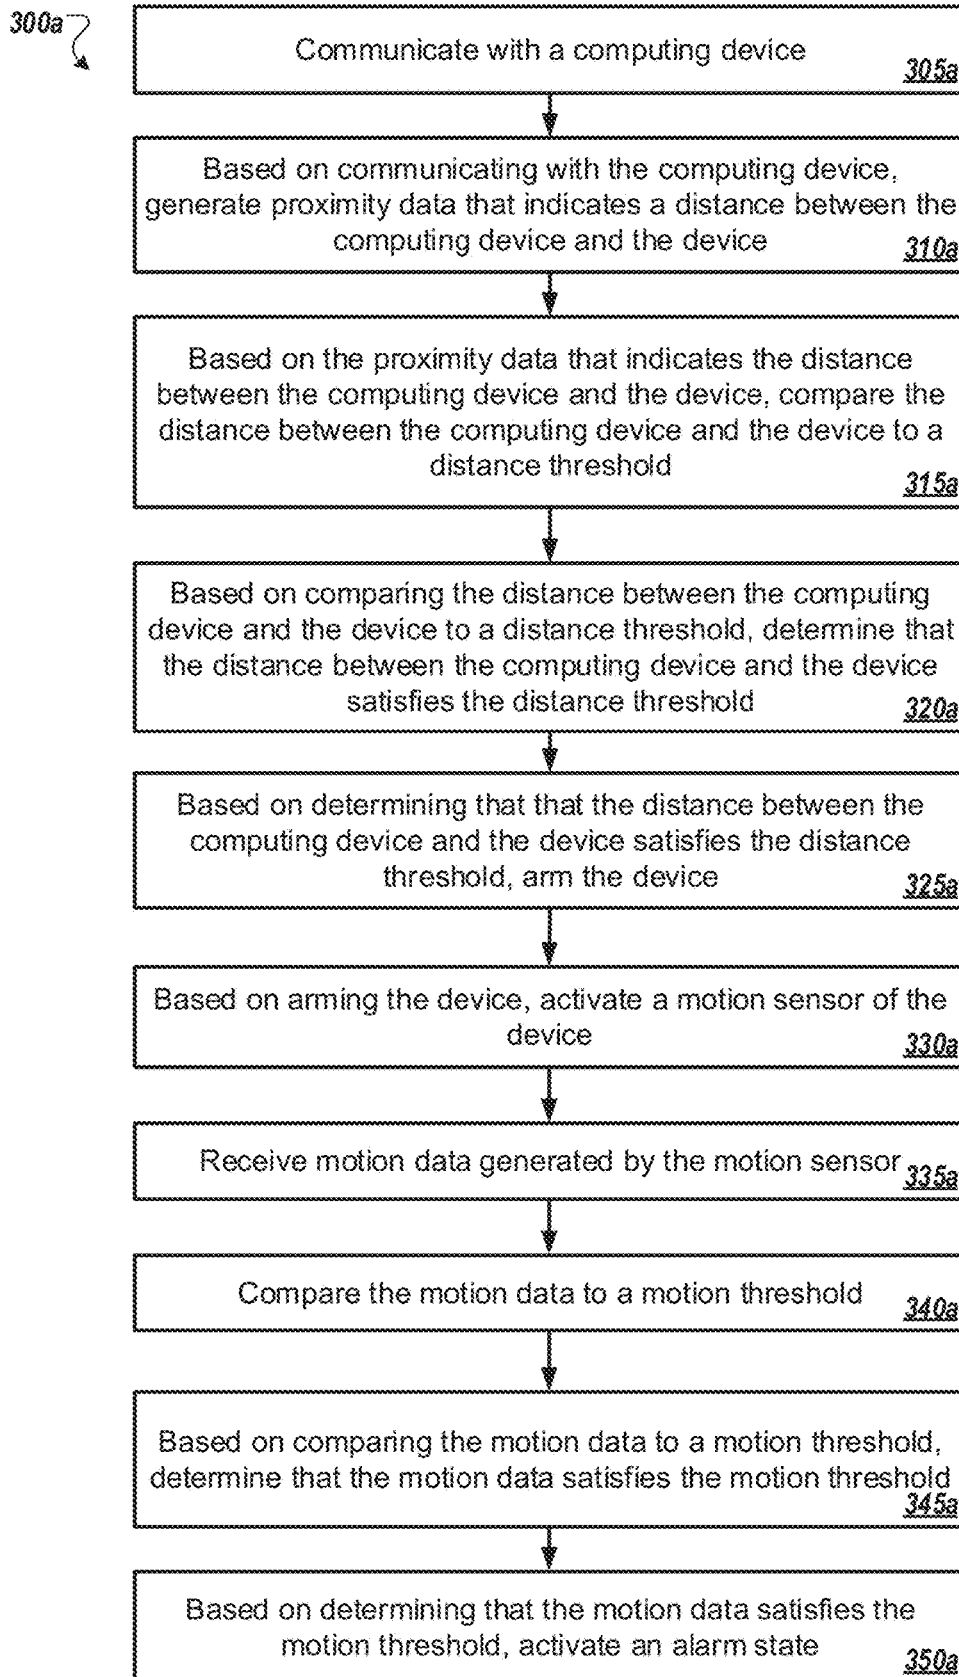 300a
Communicate with a computing device
305a
Based on communicating with the computing device,
generate proximity data that indicates a distance between the
computing device and the device
310a
Based on the proximity data that indicates the distance
between the computing device and the device, compare the
distance between the computing device and the device to a
distance threshold
315a
Based on comparing the distance between the computing
device and the device to a distance threshold, determine that
the distance between the computing device and the device
satisfies the distance threshold
320a
Based on determining that that the distance between the
computing device and the device satisfies the distance
threshold, arm the device
325a
Based on arming the device, activate a motion sensor of the
device
330a
Receive motion data generated by the motion sensor
335a
Compare the motion data to a motion threshold
340a
Based on comparing the motion data to a motion threshold,
determine that the motion data satisfies the motion threshold
345a
Based on determining that the motion data satisfies the
motion threshold, activate an alarm state
350a